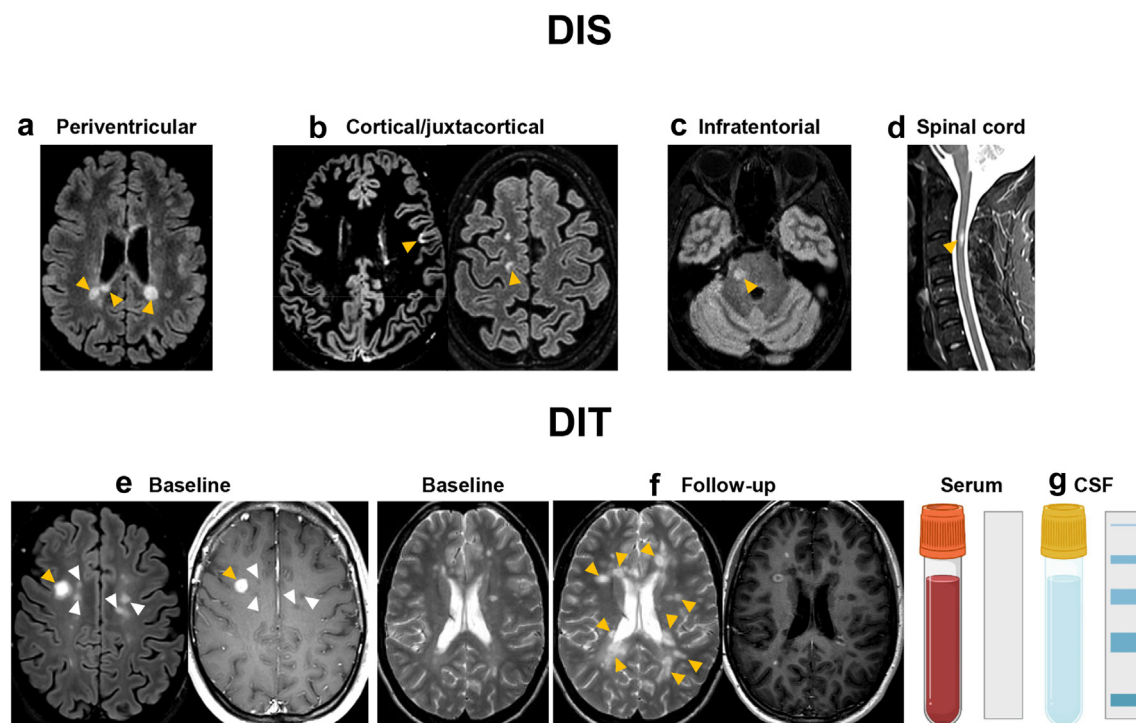 DIS
a Periventricular
b Cortical/juxtacortical
c Infratentorial
d Spinal cord
DIT
e Baseline
Baseline
f Follow-up
Serum
g CSF